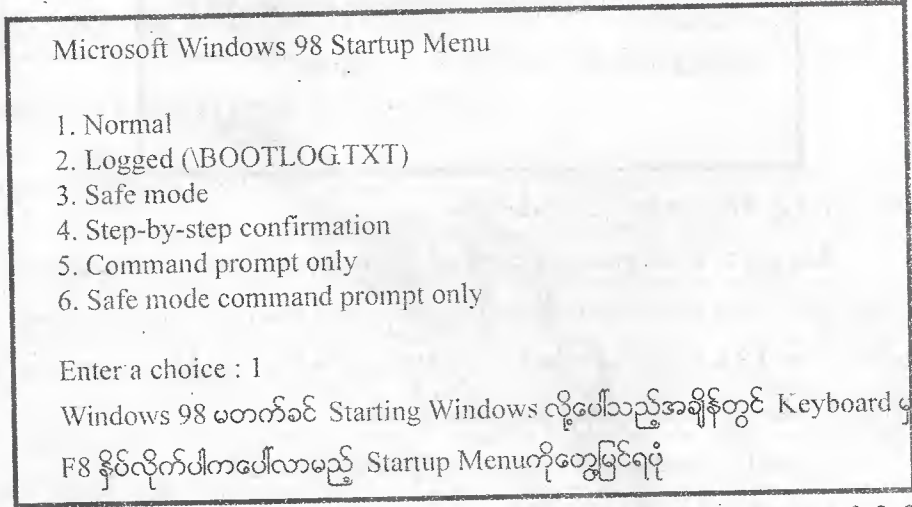 Microsoft Windows 98 Startup Menu
1. Normal
2. Logged (\BOOTLOG.TXT)
3. Safe mode
4. Step-by-step confirmation
5. Command prompt only
6. Safe mode command prompt only
Enter a choice : 1
Windows 98 မတက်ခင် Starting Windows လို့ပေါ်သည့်အချိန်တွင် Keyboard မှ
F8 နှိပ်လိုက်ပါကပေါ်လာမည့် Startup Menuကိုတွေ့မြင်ရပုံ